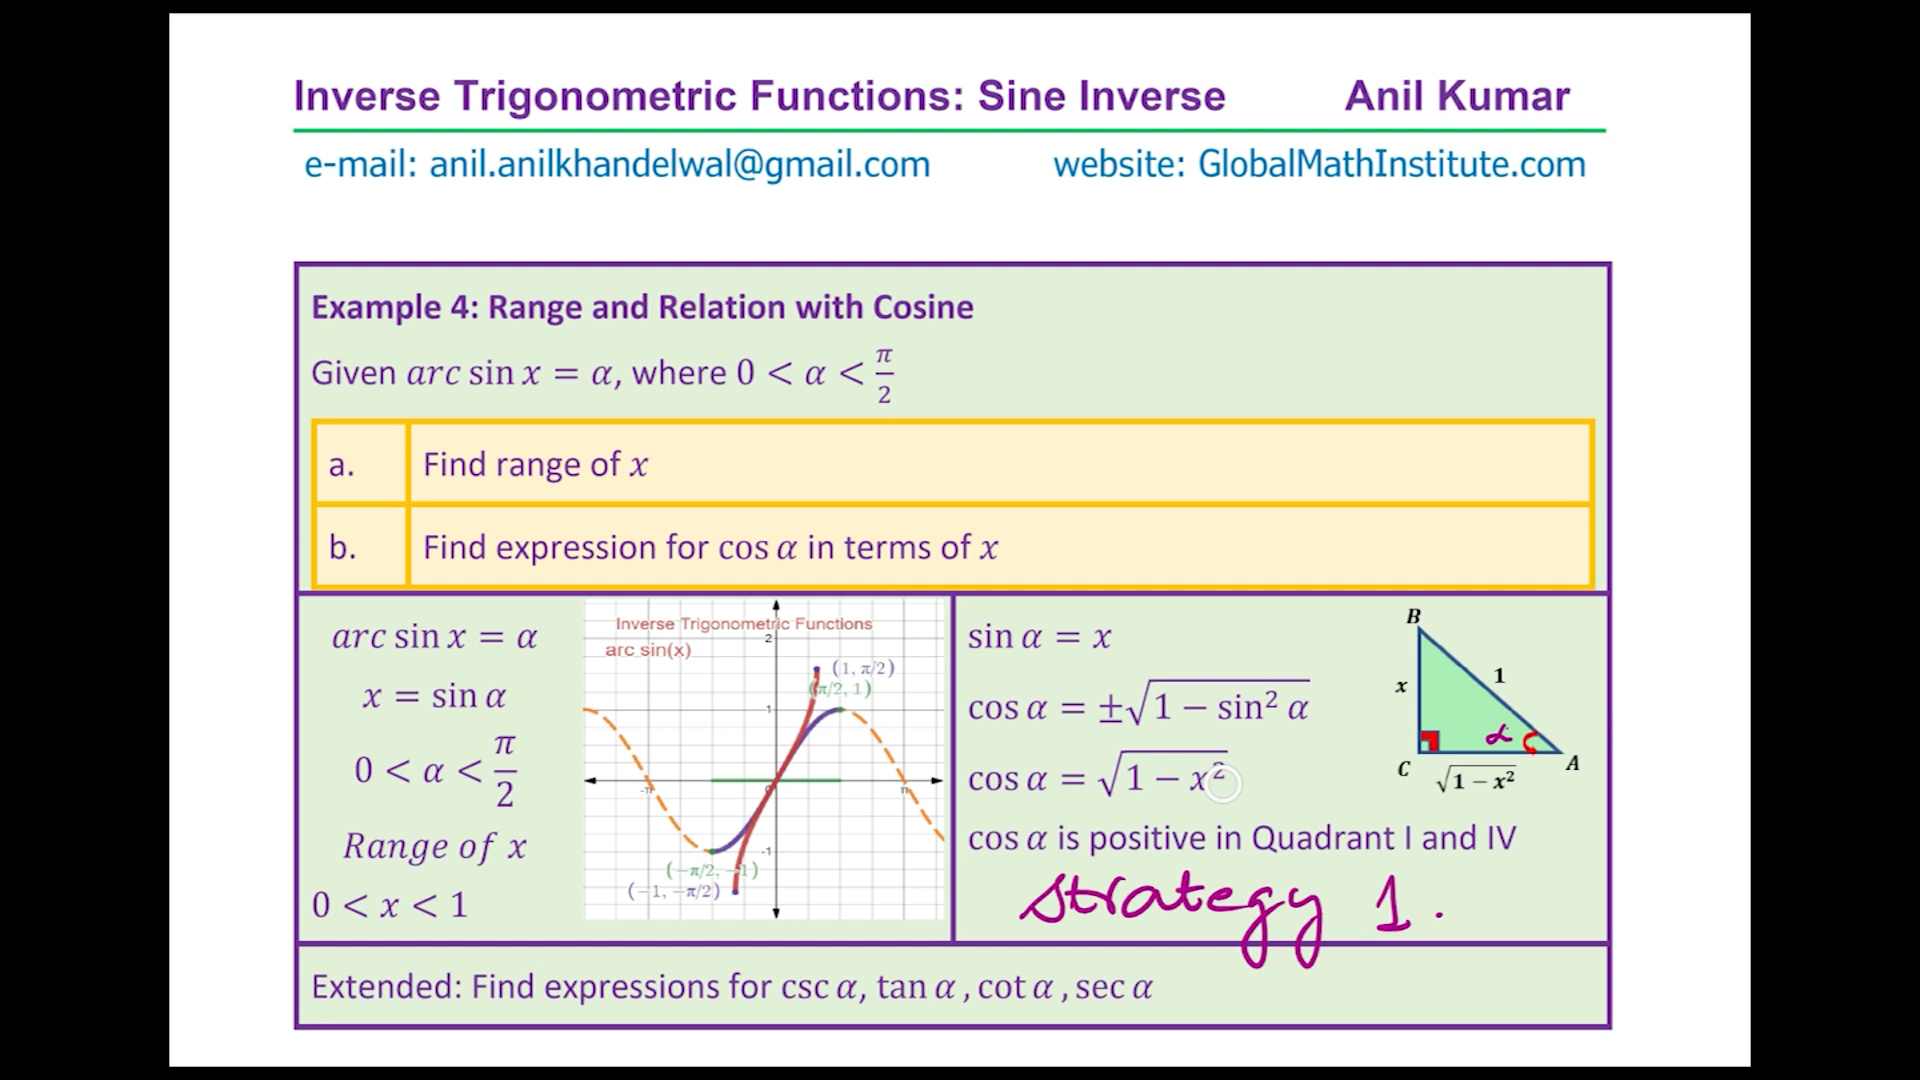 Inverse Trigonometric Functions: Sine Inverse Anil Kumar
e-mail: anil.anilkhandelwal@gmail.com website: GlobalMathInstitute.com
Example 4: Range and Relation with Cosine
Given arc sin x = α, where 0 < α < π/2
a. Find range of x
b. Find expression for cos α in terms of x
arc sin x = α
x = sin α
0 < α < π/2
Range of x
0 < x < 1
Inverse Trigonometric Functions
arc sin(x)
2
(1, π/2)
(π/2, 1)
1
-π
0
π
-1
(−π/2, −1)
(−1, −π/2)
sin α = x
cos α = ±√(1 − sin² α)
cos α = √(1 − x²)
cos α is positive in Quadrant I and IV
Strategy 1.
B
x
1
α
C
A
√(1 − x²)
Extended: Find expressions for csc α, tan α, cot α, sec α